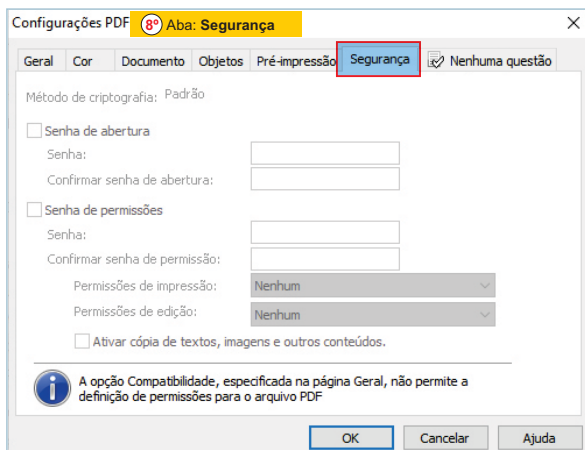 Configurações PDF 8º Aba: Segurança
Geral Cor Documento Objetos Pré-impressão Segurança Nenhuma questão
Método de criptografia: Padrão
Senha de abertura
Senha:
Confirmar senha de abertura:
Senha de permissões
Senha:
Confirmar senha de permissão:
Permissões de impressão: Nenhum
Permissões de edição: Nenhum
Ativar cópia de textos, imagens e outros conteúdos.
A opção Compatibilidade, especificada na página Geral, não permite a
definição de permissões para o arquivo PDF
OK Cancelar Ajuda